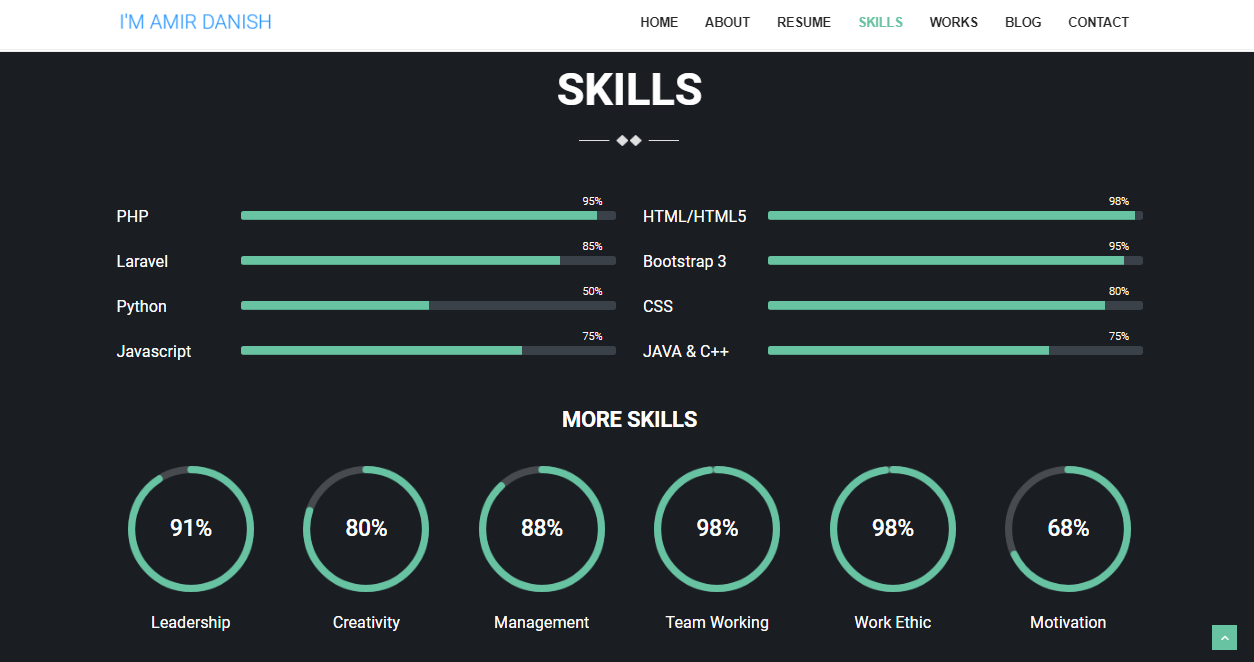 I'M AMIR DANISH
HOME ABOUT RESUME SKILLS WORKS BLOG CONTACT
SKILLS
PHP 95%
Laravel 85%
Python 50%
Javascript 75%
HTML/HTML5 98%
Bootstrap 3 95%
CSS 80%
JAVA & C++ 75%
MORE SKILLS
91% 80% 88% 98% 98% 68%
Leadership Creativity Management Team Working Work Ethic Motivation